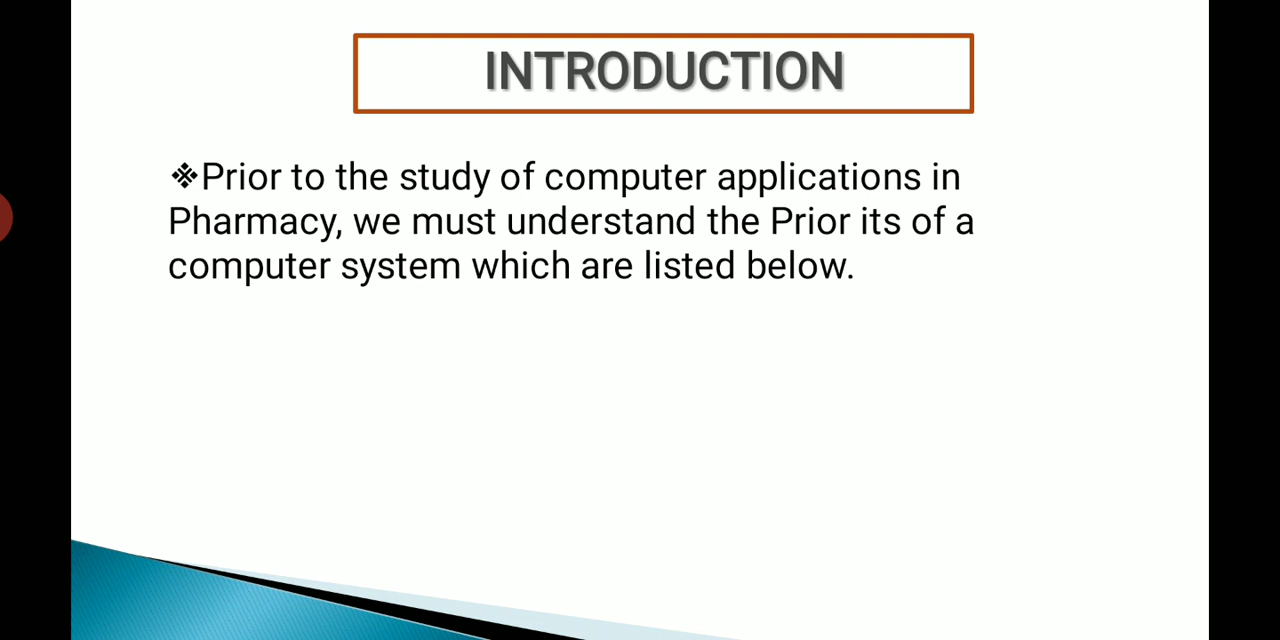 INTRODUCTION
❖Prior to the study of computer applications in
Pharmacy, we must understand the Prior its of a
computer system which are listed below.